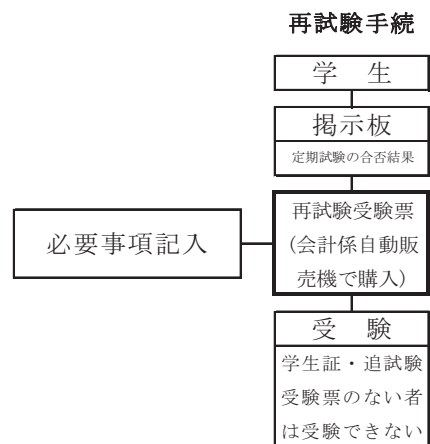 再試験手続
学 生
掲示板
定期試験の合否結果
再試験受験票
(会計係自動販
売機で購入)
必要事項記入
受 験
学生証・追試験
受験票のない者
は受験できない